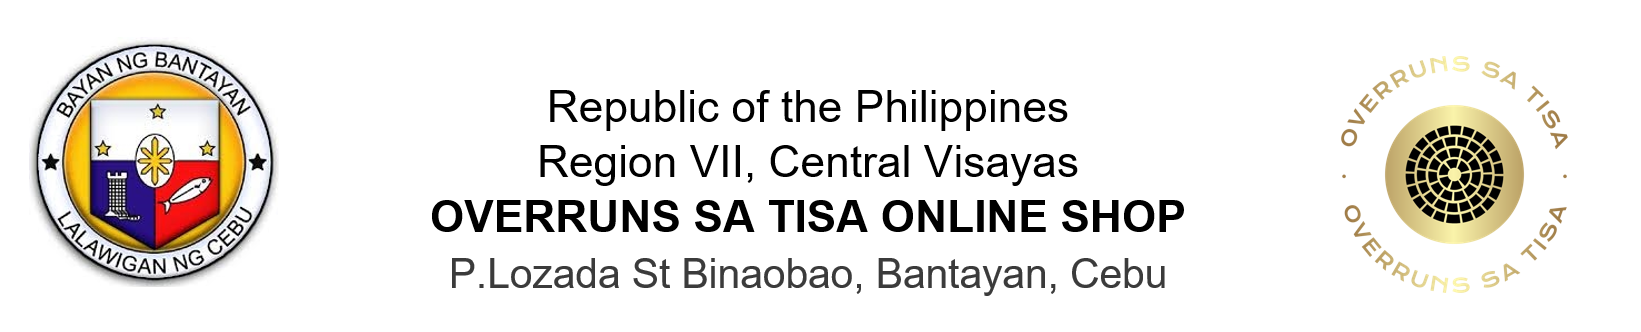 BAYAN NG BANTAYAN
LALAWIGAN NG CEBU
Republic of the Philippines
Region VII, Central Visayas
OVERRUNS SA TISA ONLINE SHOP
P.Lozada St Binaobao, Bantayan, Cebu
OVERRUNS SA TISA
OVERRUNS SA TISA